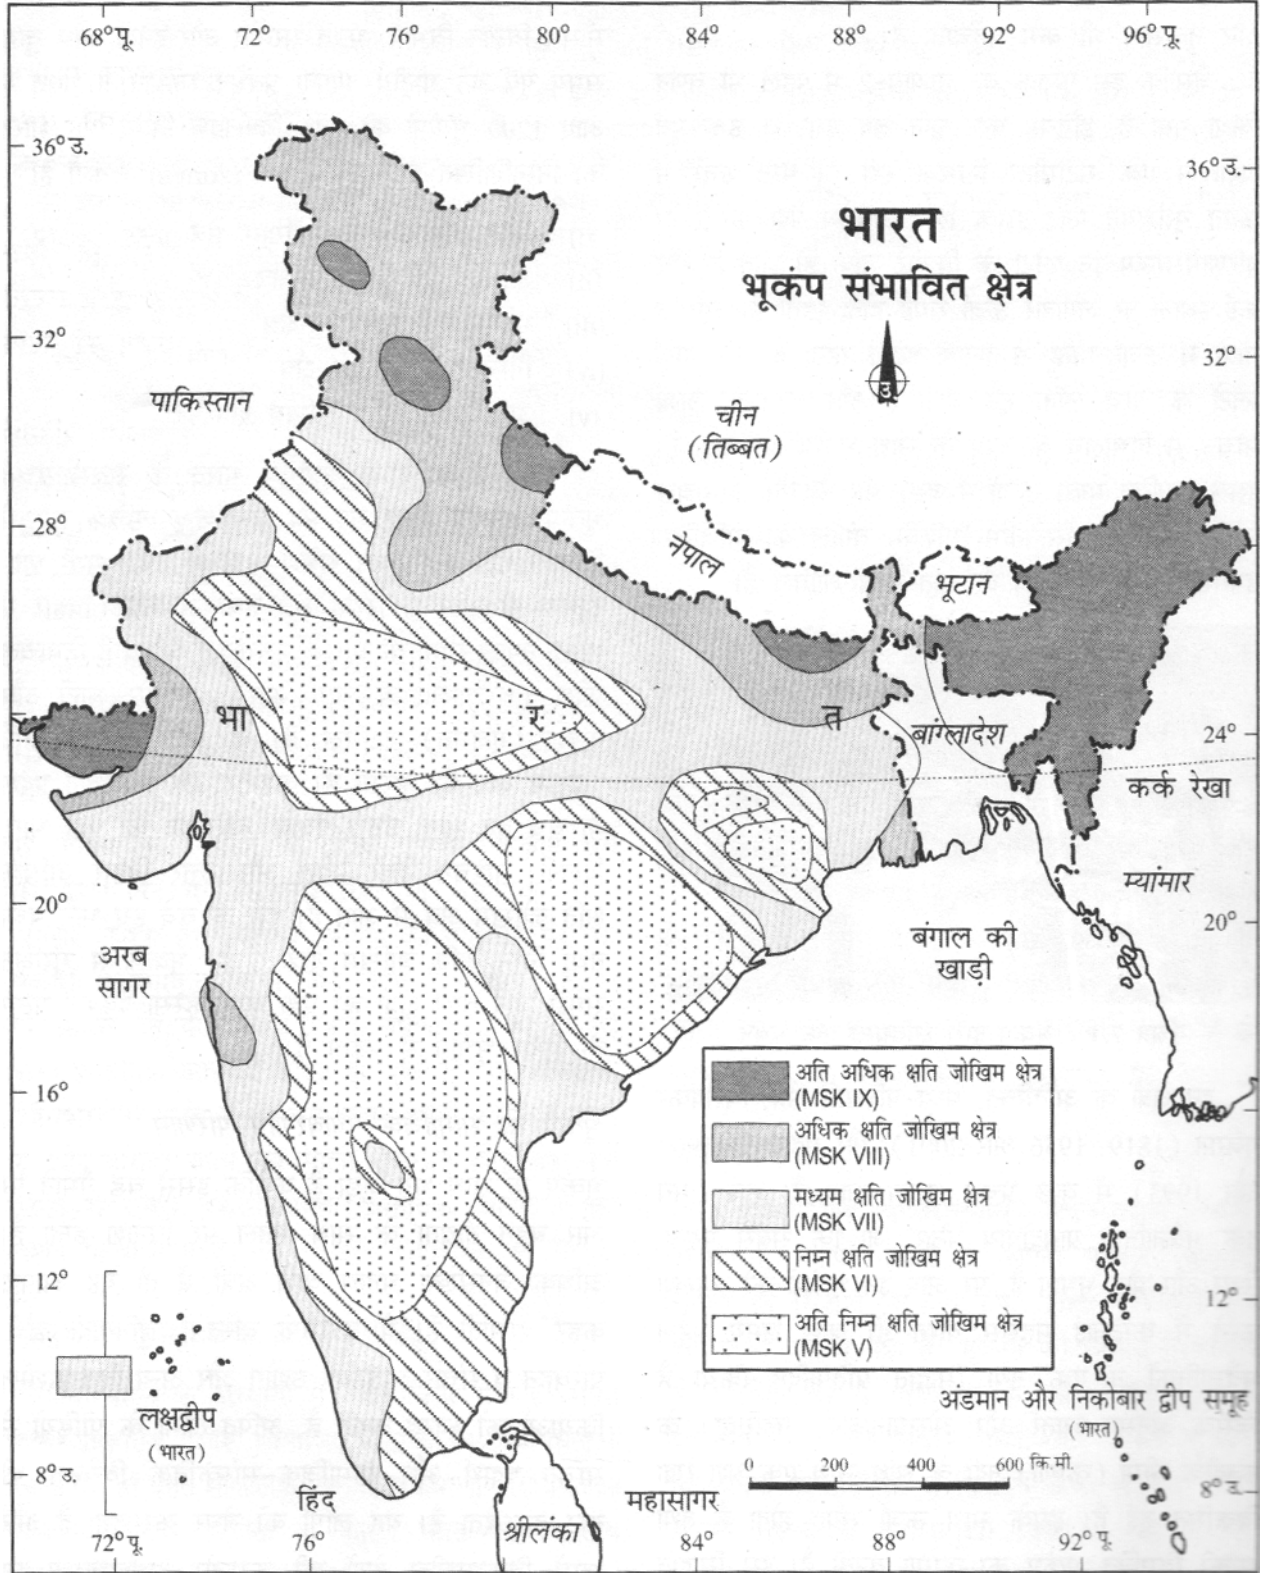 68°पू.
72°
76°
80°
84°
88°
92°
96°पू.
36°उ.
36°उ.
भारत
भूकंप संभावित क्षेत्र
उ
32°
32°
पाकिस्तान
चीन
(तिब्बत)
28°
नेपाल
भूटान
भा
र
त
बांग्लादेश
24°
कर्क रेखा
म्यांमार
20°
20°
अरब
सागर
बंगाल की
खाड़ी
16°
अति अधिक क्षति जोखिम क्षेत्र
(MSK IX)
अधिक क्षति जोखिम क्षेत्र
(MSK VIII)
मध्यम क्षति जोखिम क्षेत्र
(MSK VII)
निम्न क्षति जोखिम क्षेत्र
(MSK VI)
अति निम्न क्षति जोखिम क्षेत्र
(MSK V)
12°
12°
लक्षद्वीप
(भारत)
अंडमान और निकोबार द्वीप समूह
(भारत)
0 200 400 600 कि.मी.
8°उ.
8°उ.
हिंद
महासागर
श्रीलंका
72°पू.
76°
84°
88°
92°पू.